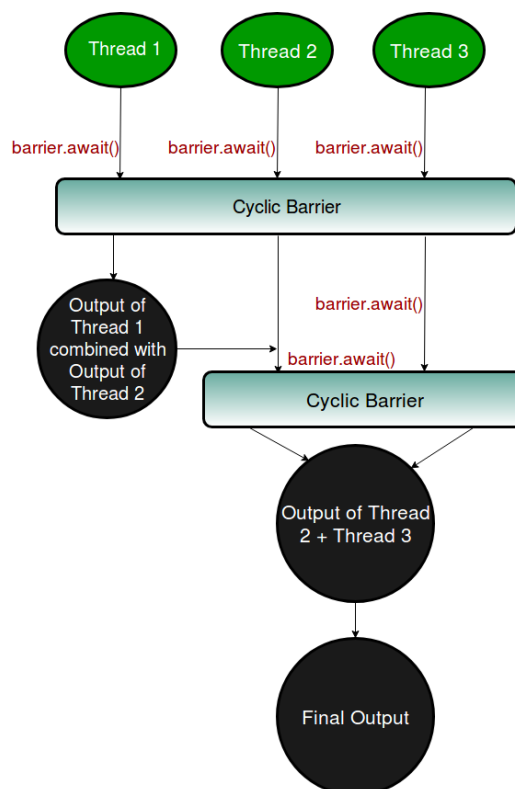 Thread 1
Thread 2
Thread 3
barrier.await()
barrier.await()
barrier.await()
Cyclic Barrier
Output of
Thread 1
combined with
Output of
Thread 2
barrier.await()
barrier.await()
Cyclic Barrier
Output of Thread
2 + Thread 3
Final Output